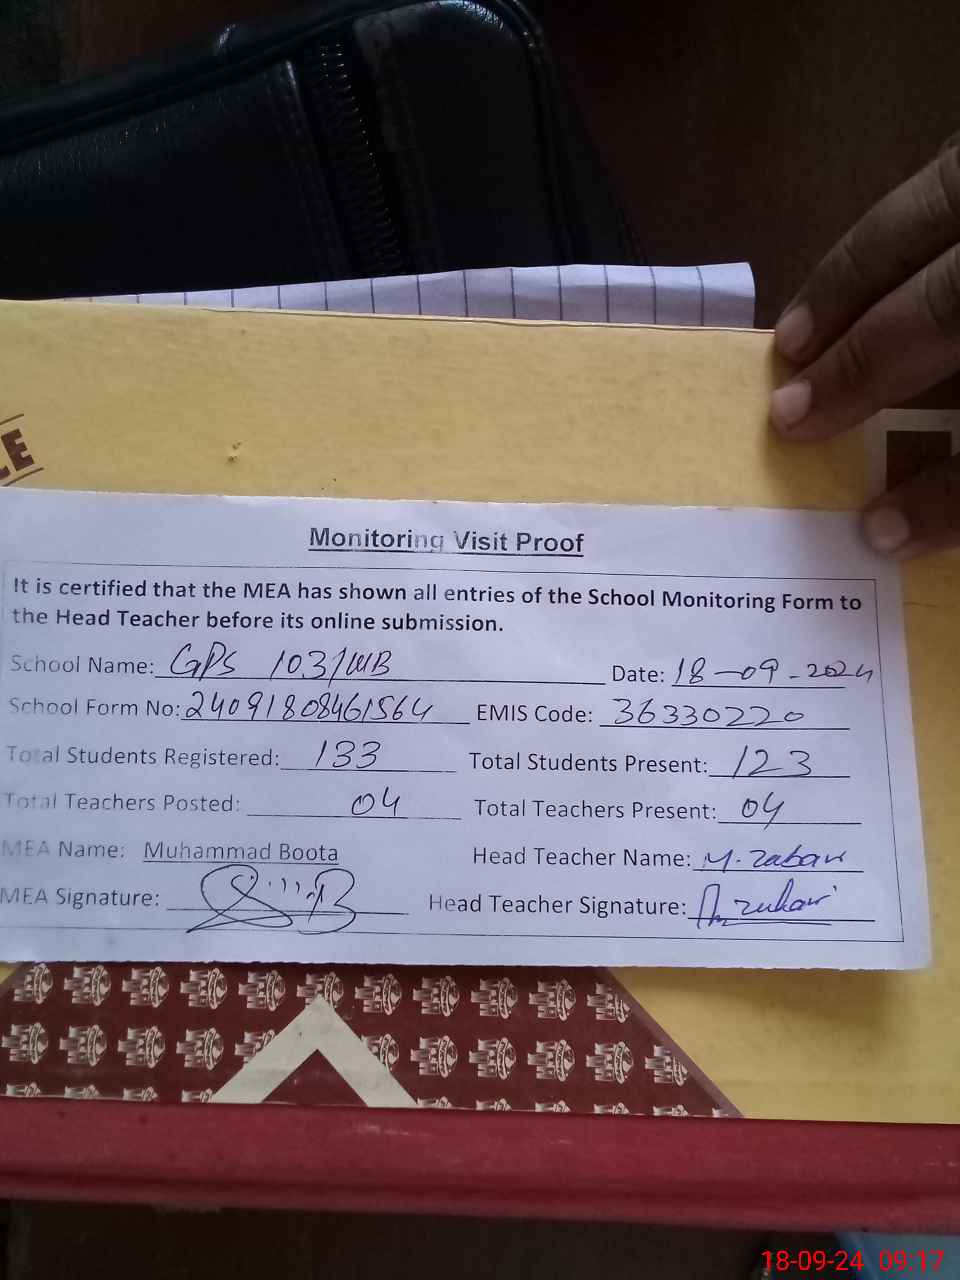 LE
Monitoring Visit Proof
It is certified that the MEA has shown all entries of the School Monitoring Form to
the Head Teacher before its online submission.
School Name: GPS 103/WB Date: 18-09-2024
School Form No: 24091808461564 EMIS Code: 36330220
Total Students Registered: 133 Total Students Present: 123
Total Teachers Posted: 04 Total Teachers Present: 04
MEA Name: Muhammad Boota Head Teacher Name: M.
MEA Signature: Head Teacher Signature:
18-09-24 09:17